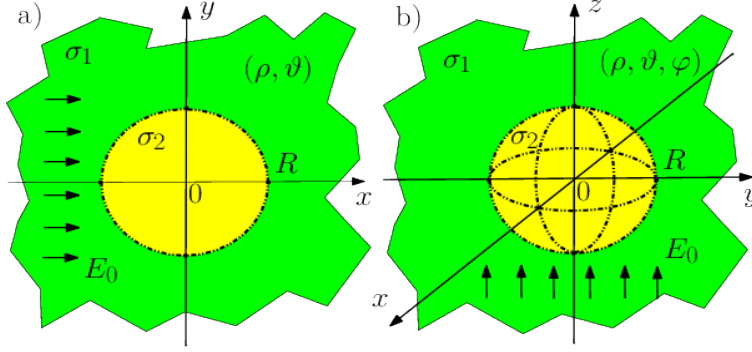 a)
y
σ₁
(ρ, ϑ)
σ₂
R
0
x
E₀
b)
z
σ₁
(ρ, ϑ, φ)
σ₂
R
0
y
E₀
x